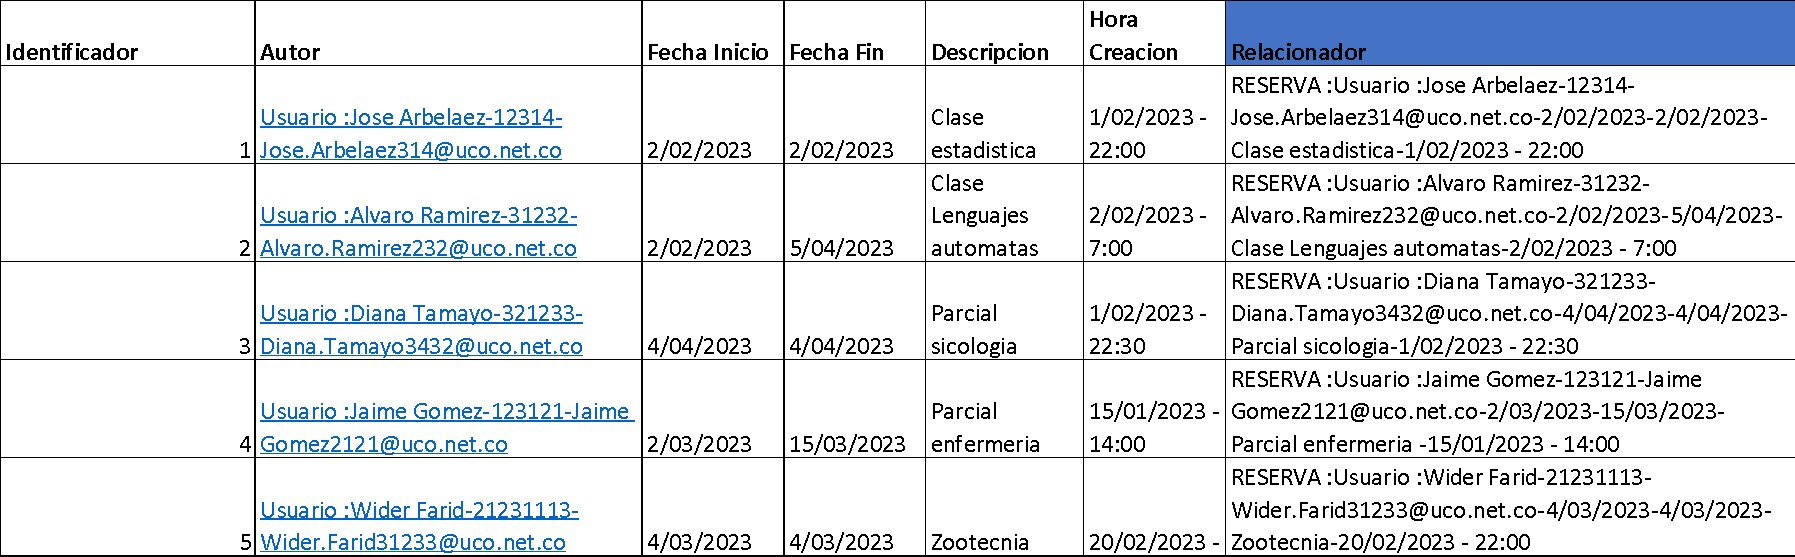 Identificador
Autor
Fecha Inicio
Fecha Fin
Descripcion
Hora
Creacion
Relacionador
1
Usuario :Jose Arbelaez-12314-
Jose.Arbelaez314@uco.net.co
2/02/2023
2/02/2023
Clase
estadistica
1/02/2023 -
22:00
RESERVA :Usuario :Jose Arbelaez-12314-
Jose.Arbelaez314@uco.net.co-2/02/2023-2/02/2023-
Clase estadistica-1/02/2023 - 22:00
2
Usuario :Alvaro Ramirez-31232-
Alvaro.Ramirez232@uco.net.co
2/02/2023
5/04/2023
Clase
Lenguajes
automatas
2/02/2023 -
7:00
RESERVA :Usuario :Alvaro Ramirez-31232-
Alvaro.Ramirez232@uco.net.co-2/02/2023-5/04/2023-
Clase Lenguajes automatas-2/02/2023 - 7:00
3
Usuario :Diana Tamayo-321233-
Diana.Tamayo3432@uco.net.co
4/04/2023
4/04/2023
Parcial
sicologia
1/02/2023 -
22:30
RESERVA :Usuario :Diana Tamayo-321233-
Diana.Tamayo3432@uco.net.co-4/04/2023-4/04/2023-
Parcial sicologia-1/02/2023 - 22:30
4
Usuario :Jaime Gomez-123121-Jaime
Gomez2121@uco.net.co
2/03/2023
15/03/2023
Parcial
enfermeria
15/01/2023 -
14:00
RESERVA :Usuario :Jaime Gomez-123121-Jaime
Gomez2121@uco.net.co-2/03/2023-15/03/2023-
Parcial enfermeria -15/01/2023 - 14:00
5
Usuario :Wider Farid-21231113-
Wider.Farid31233@uco.net.co
4/03/2023
4/03/2023
Zootecnia
20/02/2023 -
RESERVA :Usuario :Wider Farid-21231113-
Wider.Farid31233@uco.net.co-4/03/2023-4/03/2023-
Zootecnia-20/02/2023 - 22:00